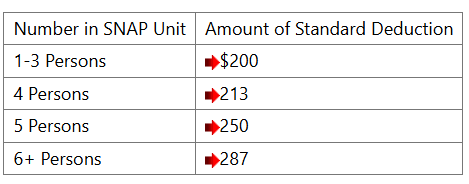 Number in SNAP Unit Amount of Standard Deduction
1-3 Persons $200
4 Persons 213
5 Persons 250
6+ Persons 287